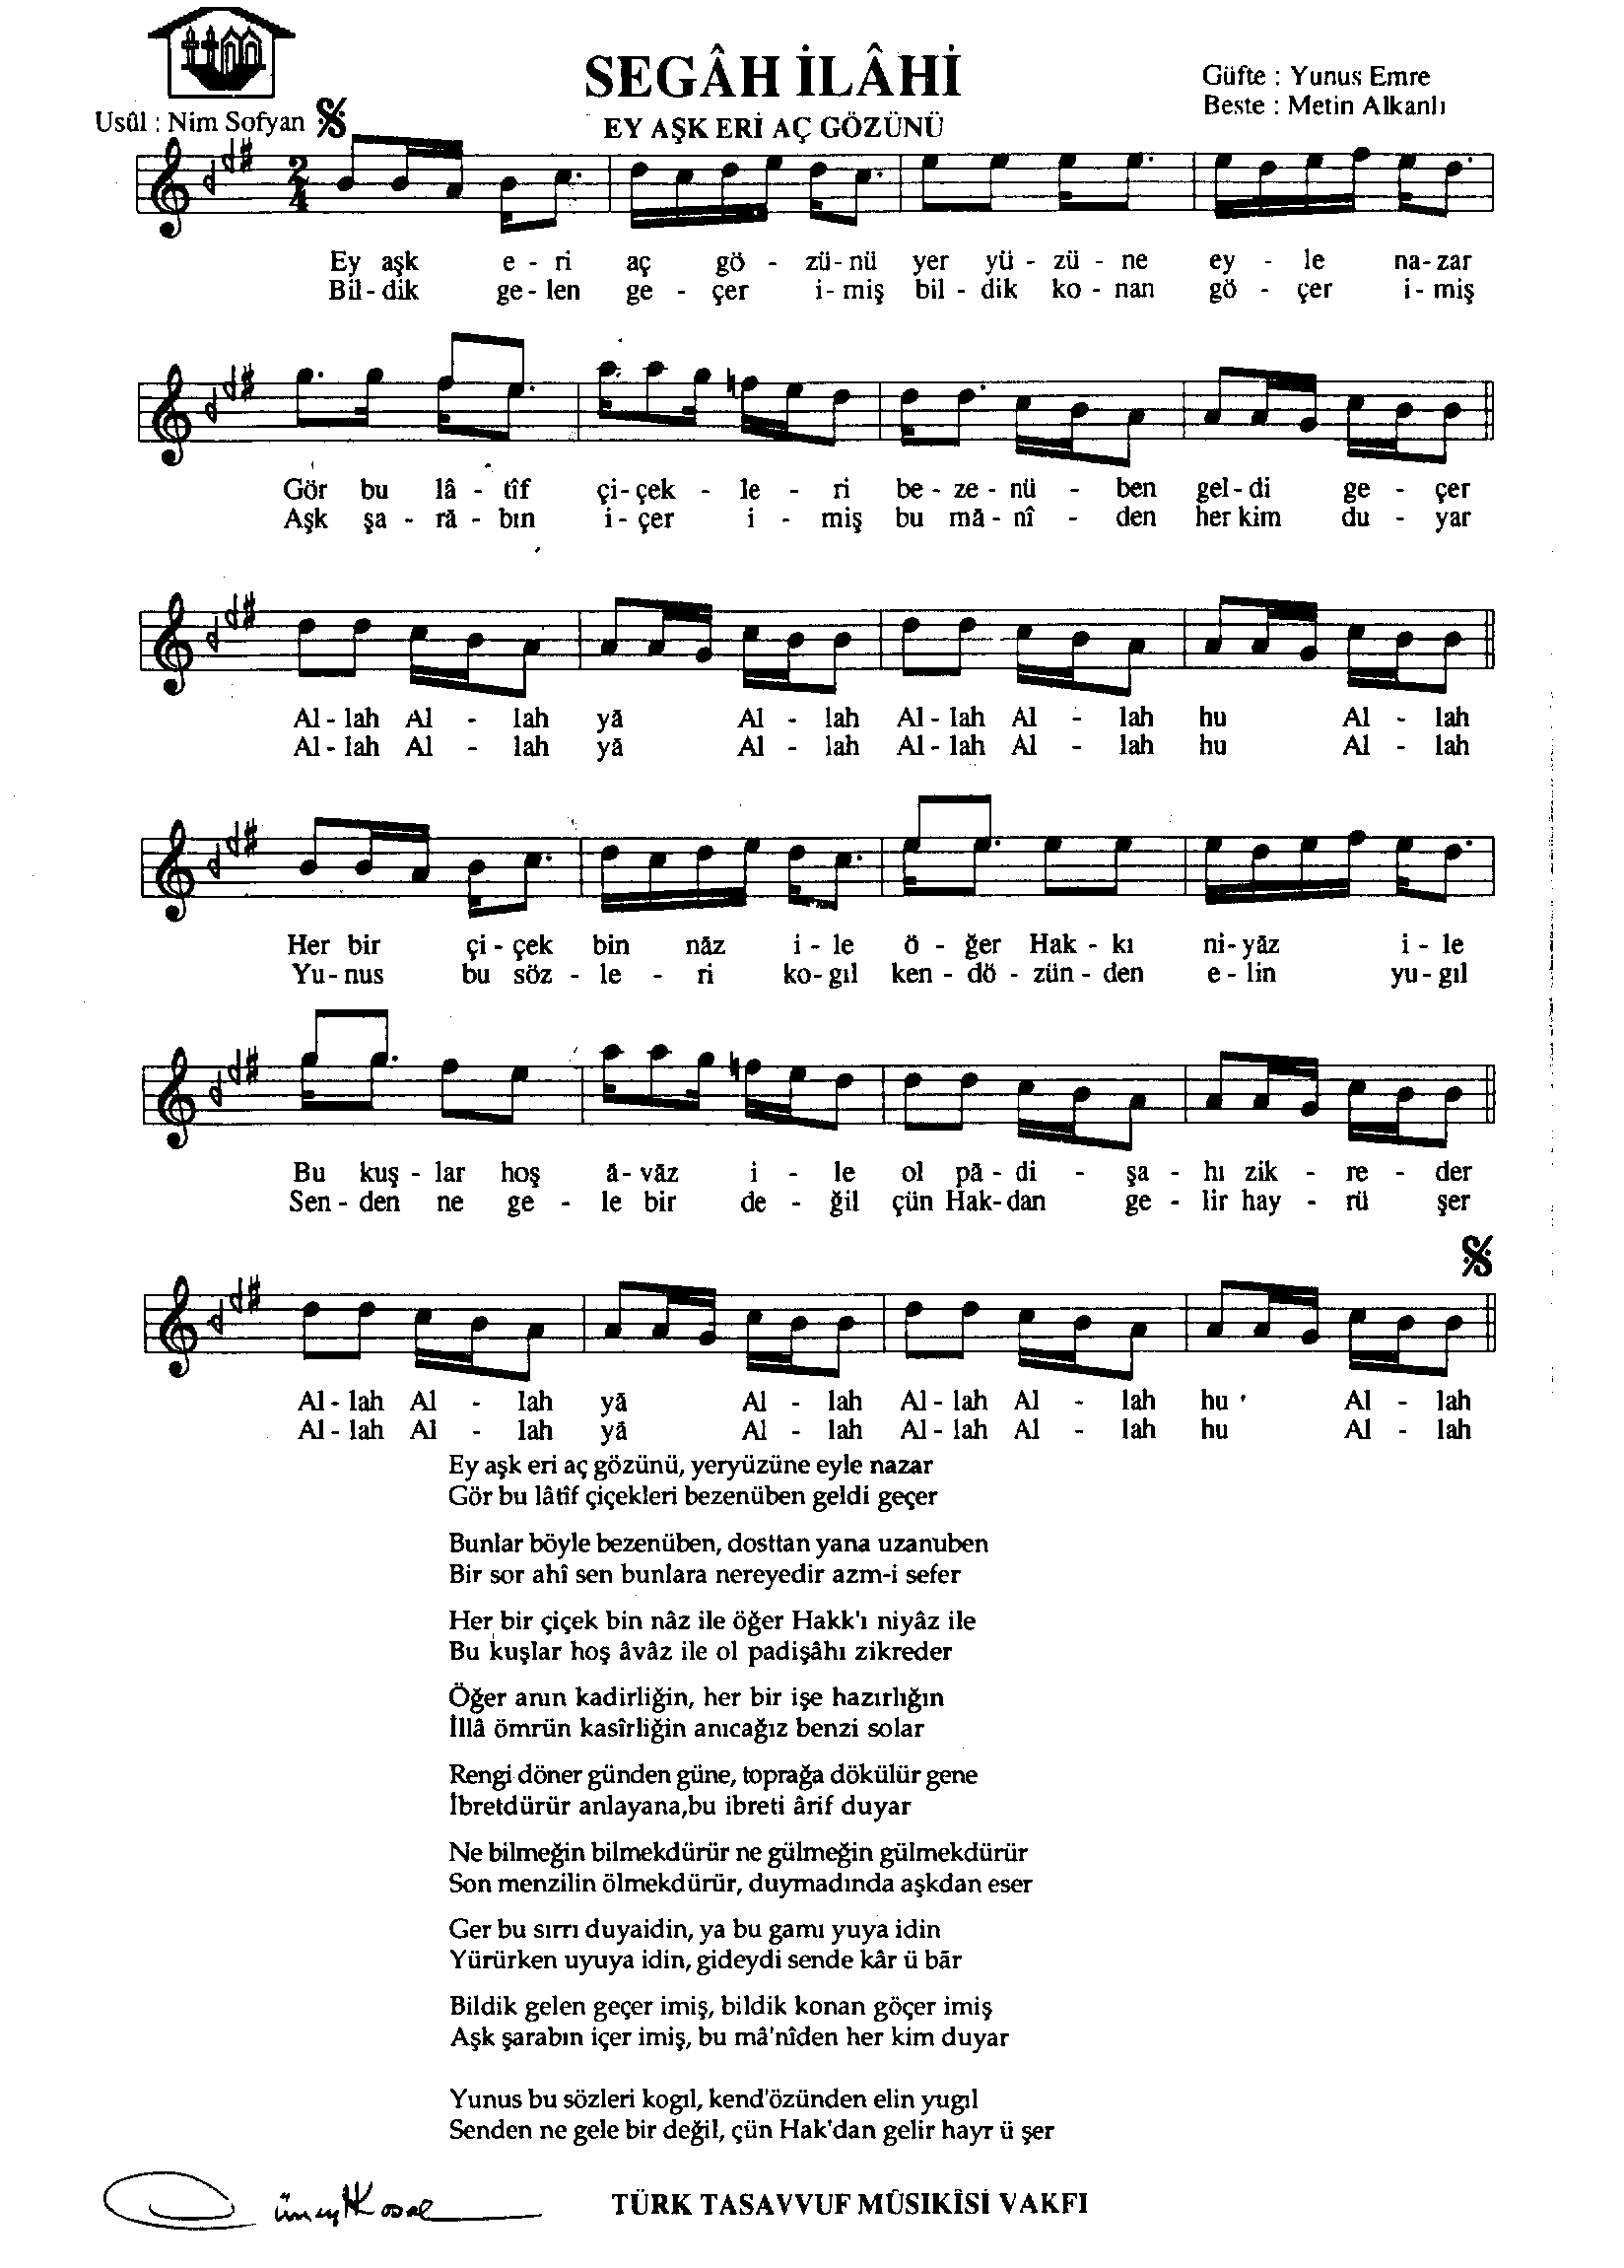 SEGÂH İLÂHİ
Güfte : Yunus Emre
Beste : Metin Alkanlı
Usûl : Nim Sofyan
EY AŞK ERİ AÇ GÖZÜNÜ
2
4
Ey aşk e - ri aç gö - zü-nü yer yü - zü - ne ey - le na-zar
Bil-dik ge-len ge - çer i-miş bil-dik ko-nan gö - çer i-miş
Gör bu lâ - tîf çi-çek - le - ri be-ze-nü - ben gel-di ge - çer
Aşk şa - rā - bın i-çer i - miş bu mā-nî - den her kim du - yar
Al-lah Al - lah yā Al - lah Al-lah Al - lah hu Al - lah
Al-lah Al - lah yā Al - lah Al-lah Al - lah hu Al - lah
Her bir çi-çek bin nāz i-le ö - ğer Hak-kı ni-yāz i - le
Yu-nus bu söz - le - ri ko-gıl ken-dö - zün-den e-lin yu-gıl
Bu kuş - lar hoş ā-vāz i - le ol pā-di - şa - hı zik - re - der
Sen-den ne ge - le bir de - ğil çün Hak-dan ge - lir hay - rü şer
Al-lah Al - lah yā Al - lah Al-lah Al - lah hu Al - lah
Al-lah Al - lah yā Al - lah Al-lah Al - lah hu Al - lah
Ey aşk eri aç gözünü, yeryüzüne eyle nazar
Gör bu lâtîf çiçekleri bezenüben geldi geçer
Bunlar böyle bezenüben, dosttan yana uzanuben
Bir sor ahî sen bunlara nereyedir azm-i sefer
Her bir çiçek bin nâz ile öğer Hakk'ı niyâz ile
Bu kuşlar hoş âvâz ile ol padişâhı zikreder
Öğer anın kadirliğin, her bir işe hazırlığın
İllâ ömrün kasîrliğin anıcağız benzi solar
Rengi döner günden güne, toprağa dökülür gene
İbretdürür anlayana,bu ibreti ârif duyar
Ne bilmeğin bilmekdürür ne gülmeğin gülmekdürür
Son menzilin ölmekdürür, duymadında aşkdan eser
Ger bu sırrı duyaidin, ya bu gamı yuya idin
Yürürken uyuya idin, gideydi sende kâr ü bār
Bildik gelen geçer imiş, bildik konan göçer imiş
Aşk şarabın içer imiş, bu mâ'nîden her kim duyar
Yunus bu sözleri kogıl, kend'özünden elin yugıl
Senden ne gele bir değil, çün Hak'dan gelir hayr ü şer
TÜRK TASAVVUF MÛSIKÎSİ VAKFI